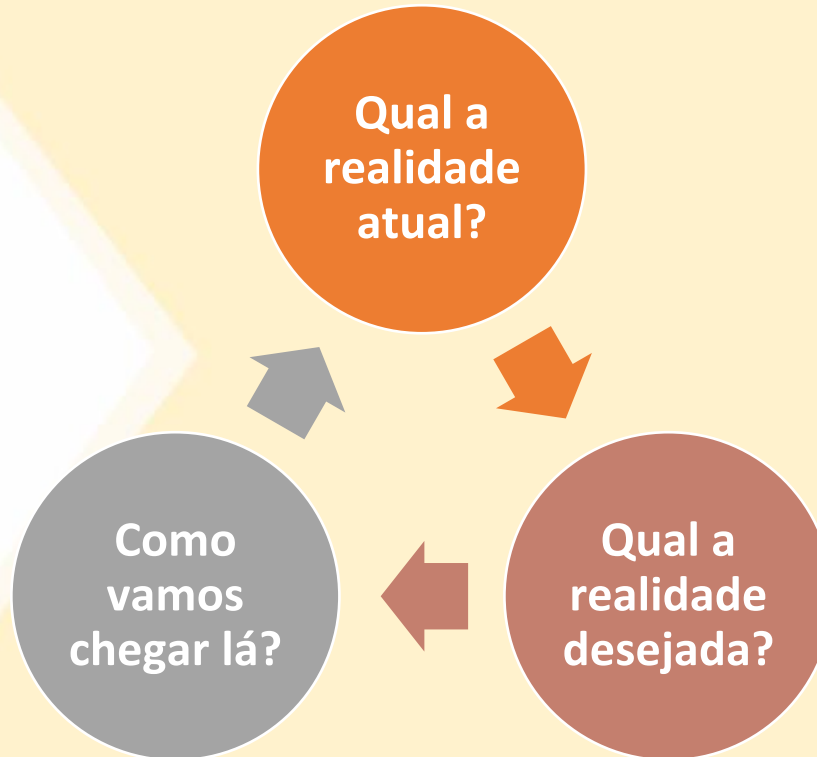 Qual a
realidade
atual?
Qual a
realidade
desejada?
Como
vamos
chegar lá?